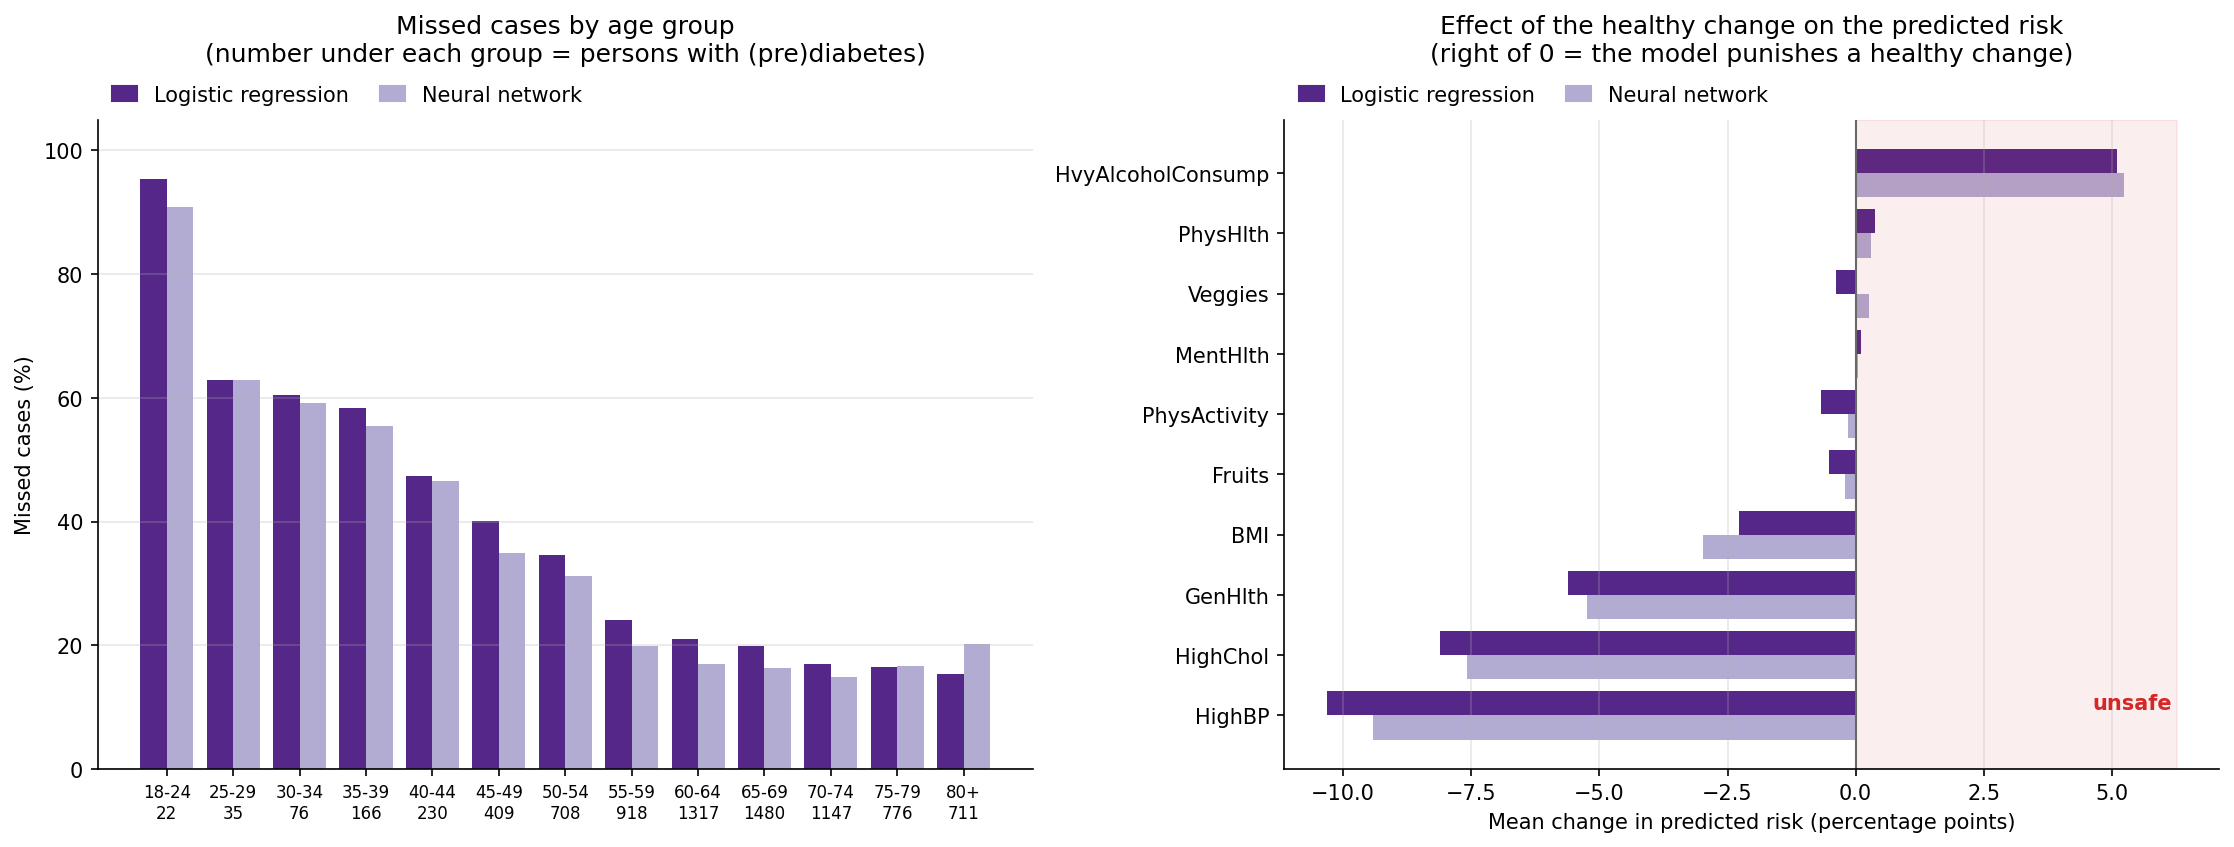 Missed cases by age group
(number under each group = persons with (pre)diabetes)
Logistic regression
Neural network
Missed cases (%)
100
80
60
40
20
0
18-24 25-29 30-34 35-39 40-44 45-49 50-54 55-59 60-64 65-69 70-74 75-79 80+
22 35 76 166 230 409 708 918 1317 1480 1147 776 711
Effect of the healthy change on the predicted risk
(right of 0 = the model punishes a healthy change)
Logistic regression
Neural network
HvyAlcoholConsump
PhysHlth
Veggies
MentHlth
PhysActivity
Fruits
BMI
GenHlth
HighChol
HighBP
unsafe
−10.0 −7.5 −5.0 −2.5 0.0 2.5 5.0
Mean change in predicted risk (percentage points)